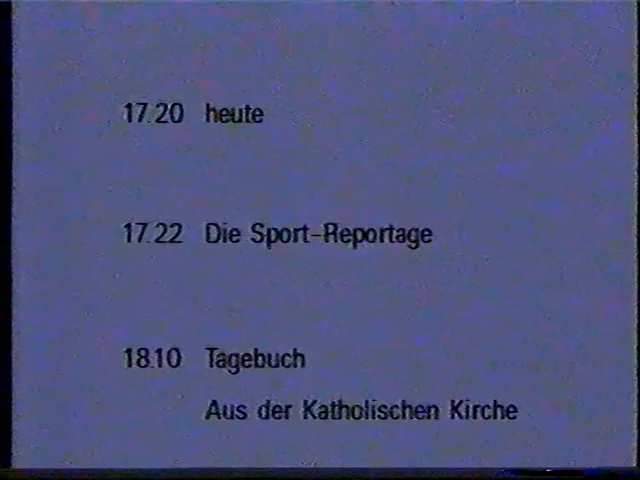 17.20 heute
17.22 Die Sport-Reportage
18.10 Tagebuch
Aus der Katholischen Kirche